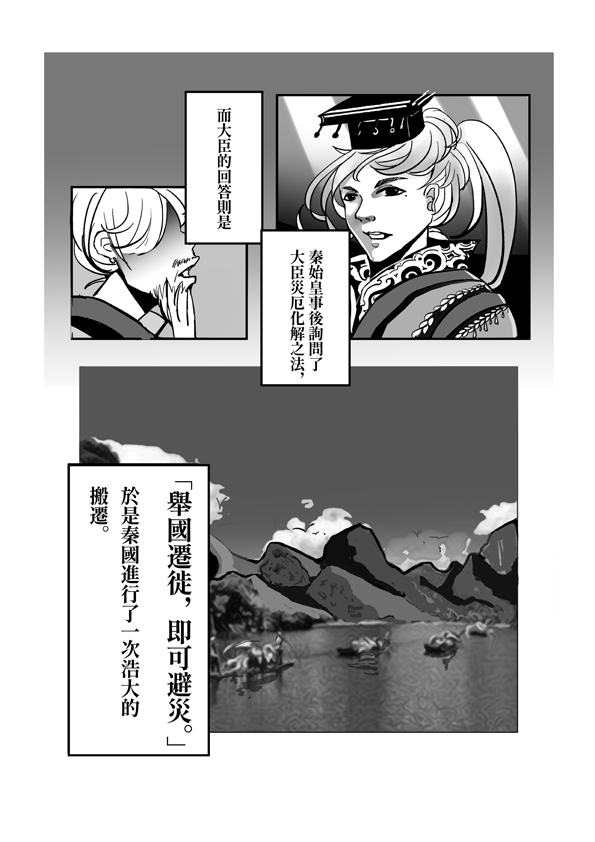 秦始皇事後詢問了
大臣災厄化解之法，
而大臣的回答則是
「舉國遷徙，即可避災。」
於是秦國進行了一次浩大的
搬遷。